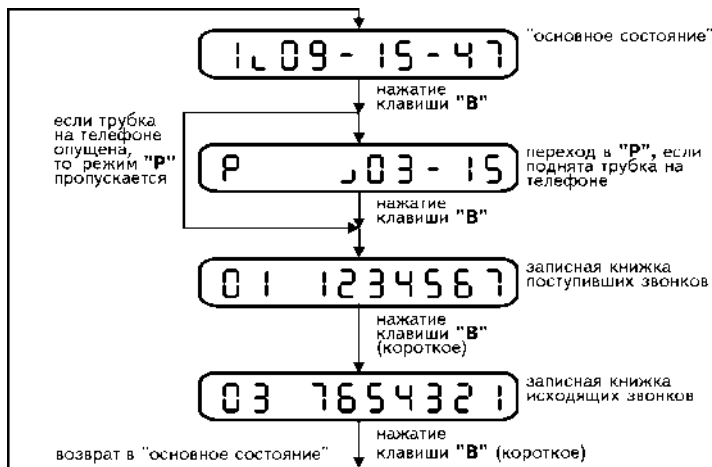 1 09-15-47
"основное состояние"
нажатие
клавиши "В"
если трубка
на телефоне
опущена,
то режим "Р"
пропускается
P 03-15
переход в "Р", если
поднята трубка на
телефоне
нажатие
клавиши "В"
01 1234567
записная книжка
поступивших звонков
нажатие
клавиши "В"
(короткое)
03 7654321
записная книжка
исходящих звонков
возврат в "основное состояние"
нажатие
клавиши "В" (короткое)